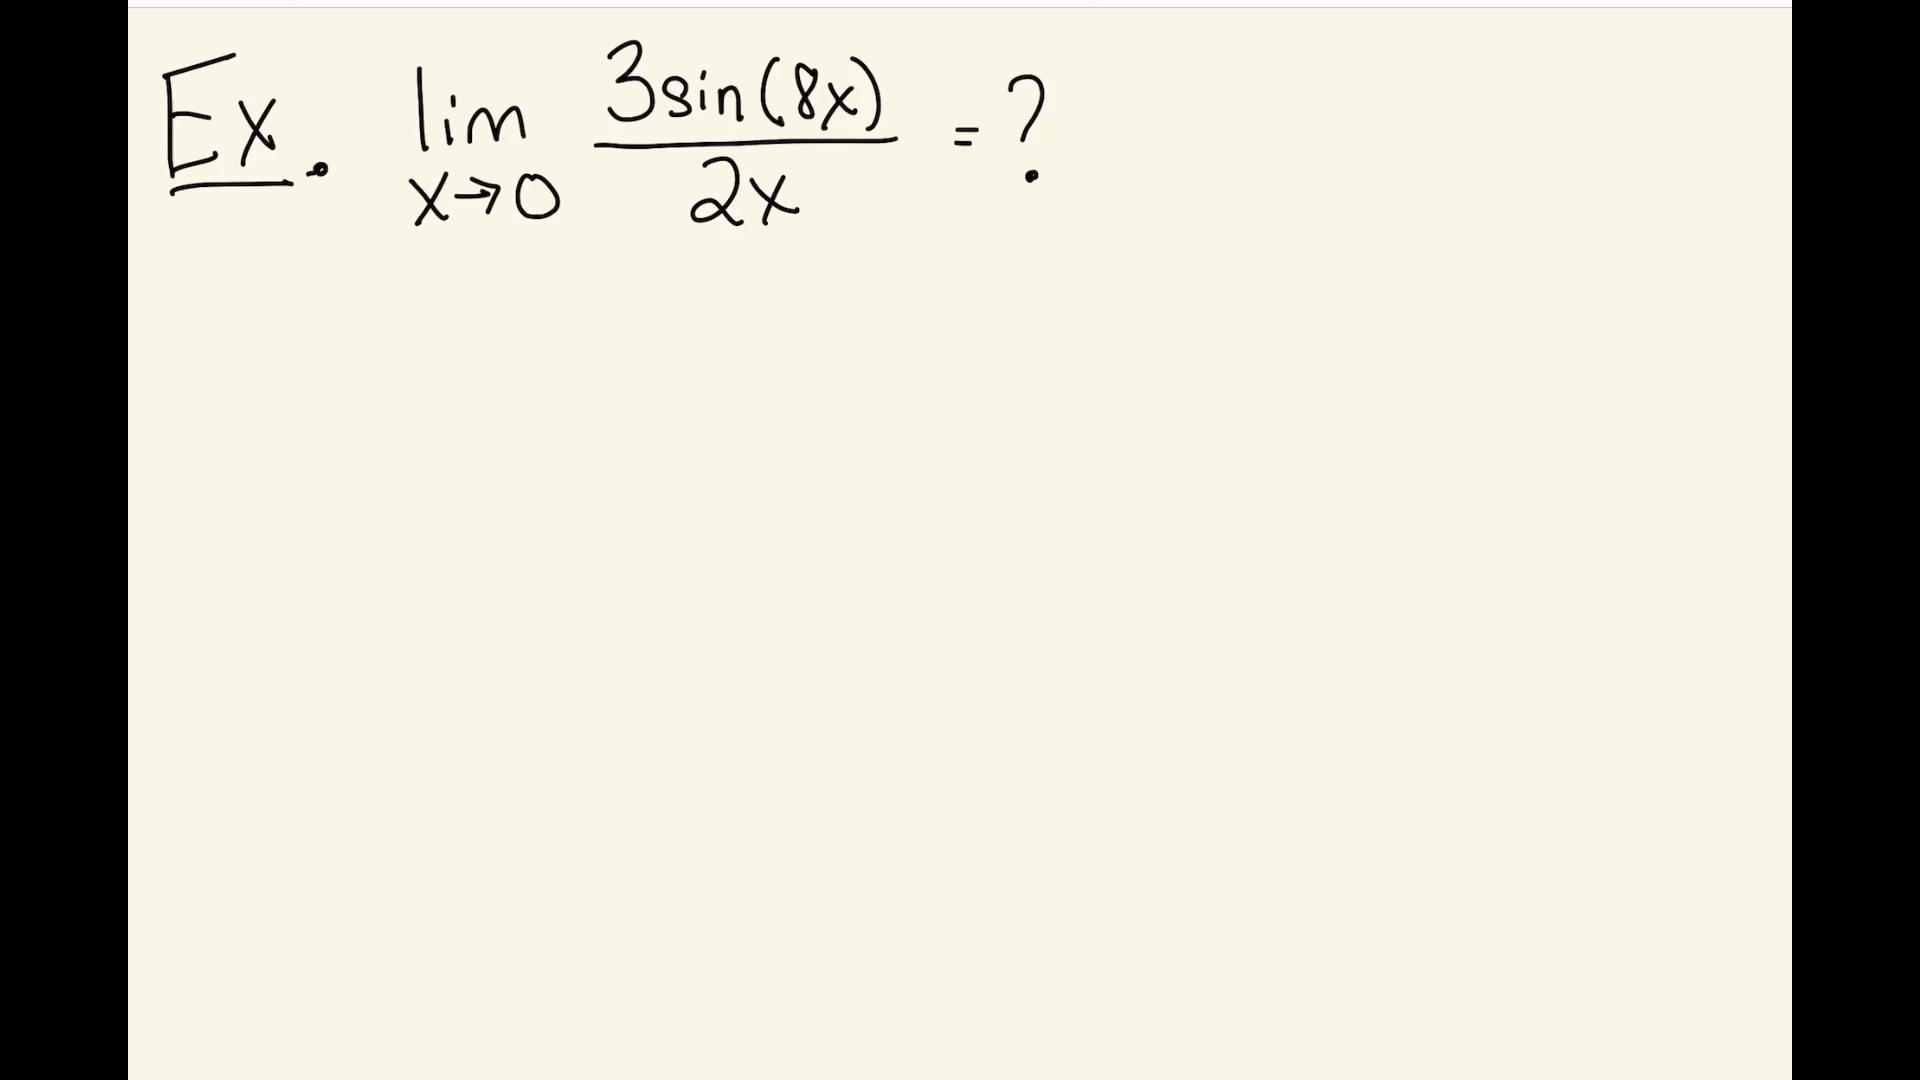 Ex. lim 3sin(8x) = ?
x→0 2x